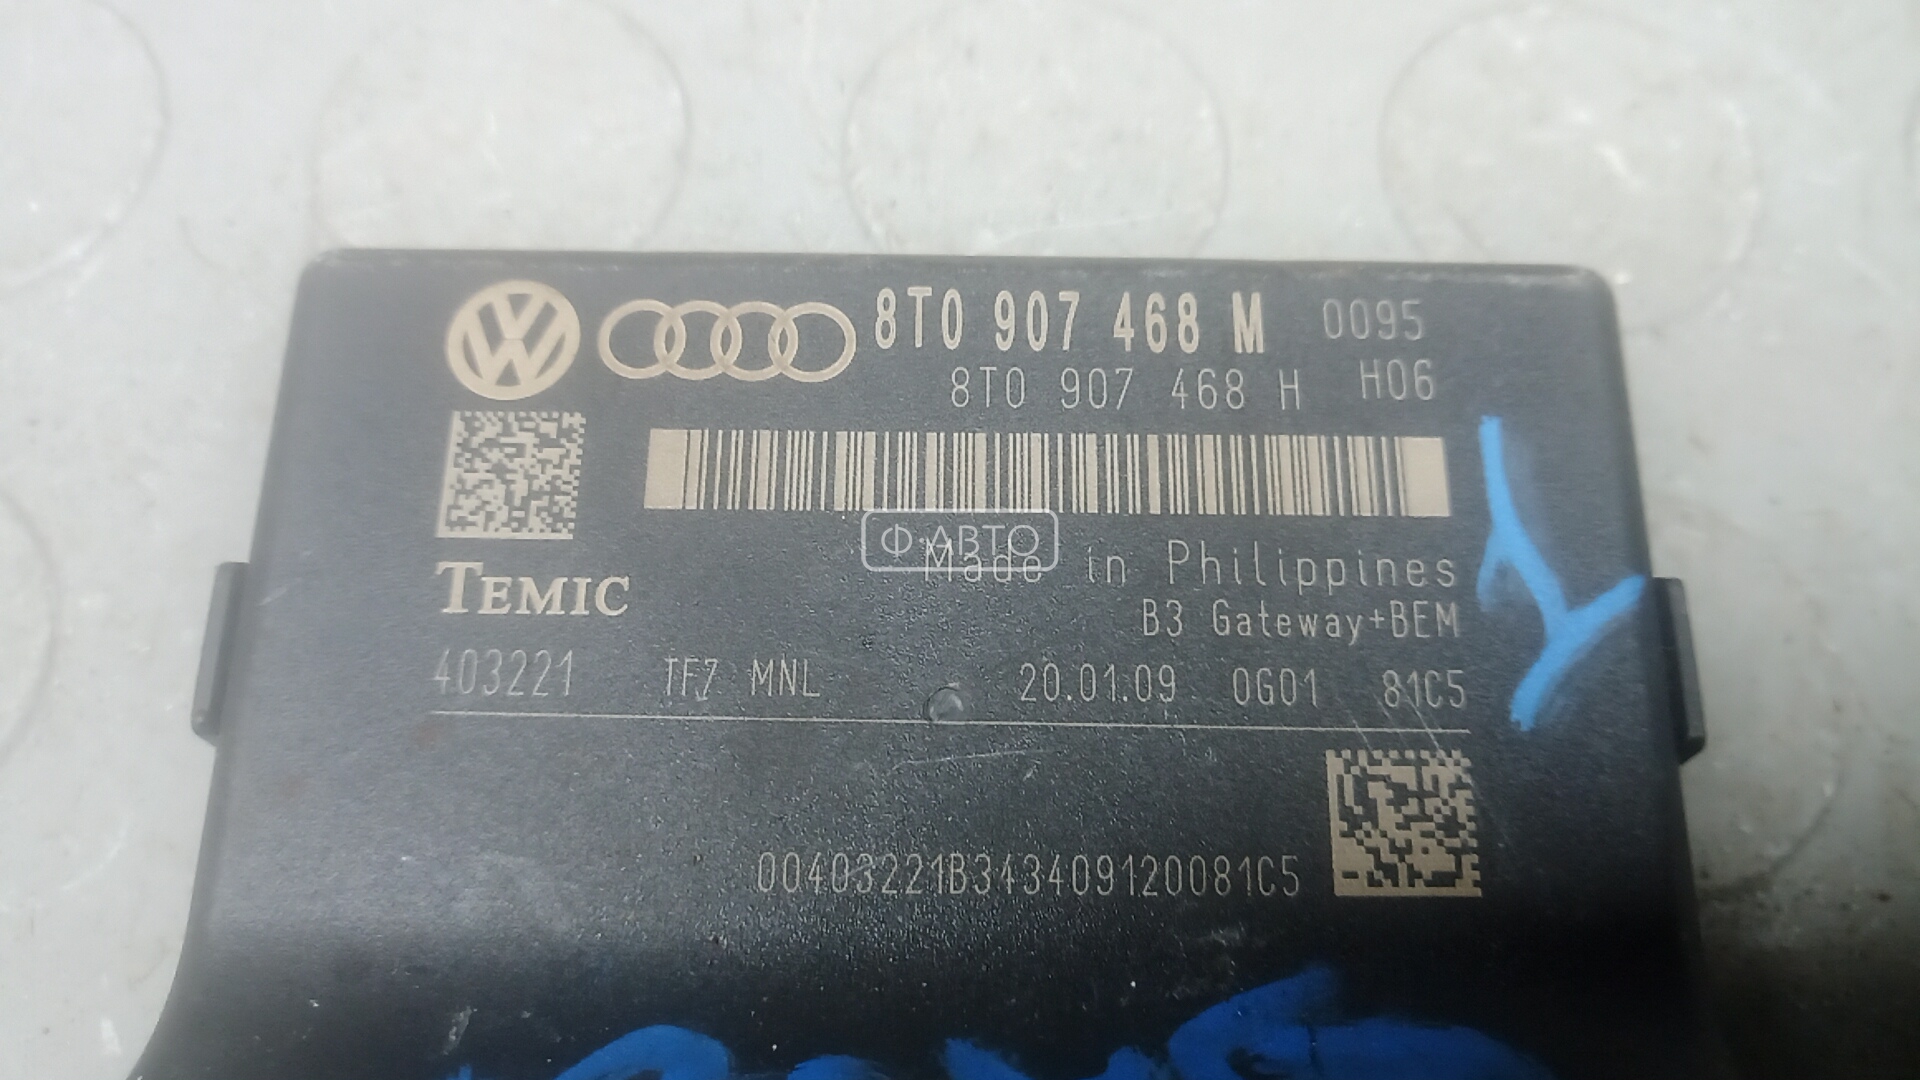 8T0 907 468 M 0095
8T0 907 468 H H06
Ф·АВТО
Made in Philippines
TEMIC
B3 Gateway+BEM
403221 TF7 MNL 20.01.09 0G01 81C5
00403221B343409120081C5